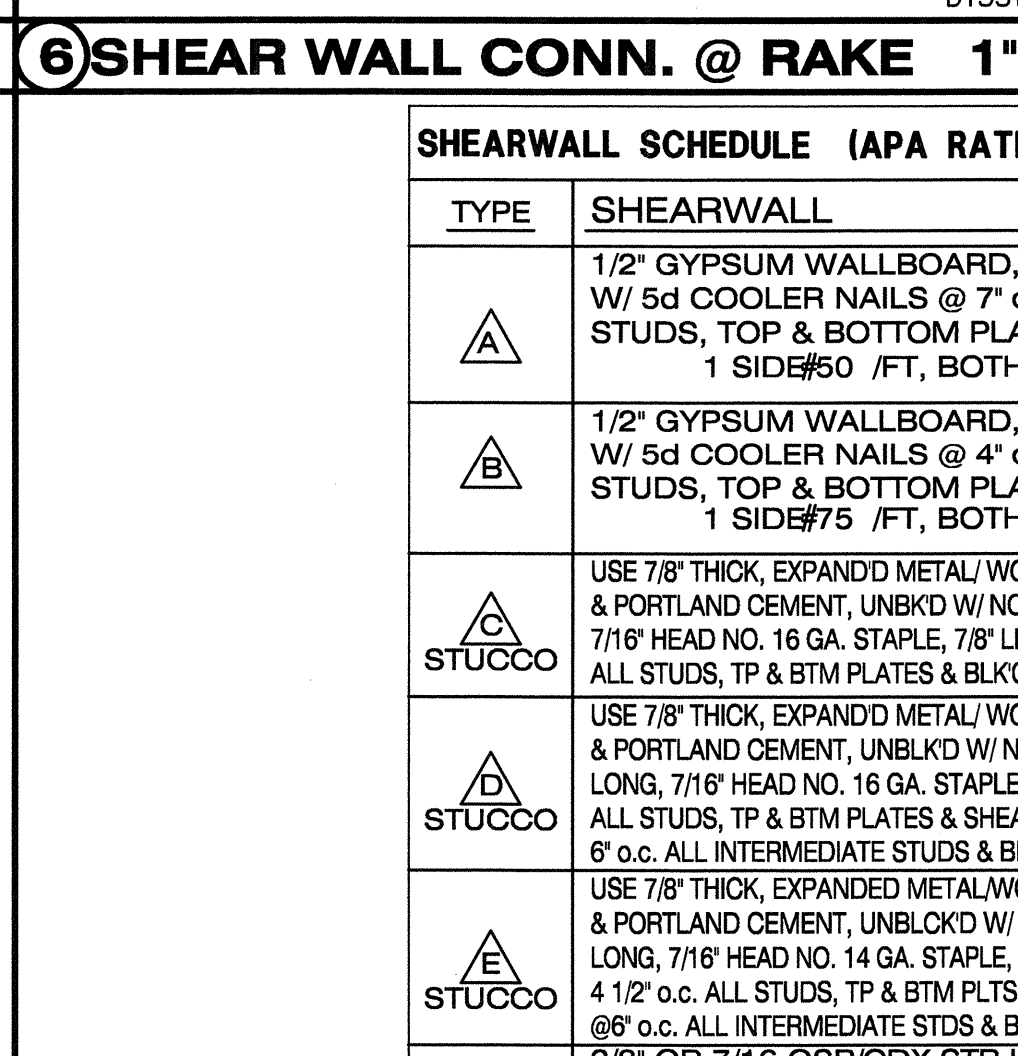 6 SHEAR WALL CONN. @ RAKE 1"
SHEARWALL SCHEDULE (APA
TYPE
SHEARWALL
A
1/2" GYPSUM WALLBOARD,
W/ 5d COOLER NAILS @ 7"
STUDS, TOP & BOTTOM
1 SIDE#50 /FT, BOTH
B
1/2" GYPSUM WALLBOARD,
W/ 5d COOLER NAILS @ 4"
STUDS, TOP & BOTTOM
1 SIDE#75 /FT, BOTH
C
STUCCO
USE 7/8" THICK, EXPAND'D METAL/
& PORTLAND CEMENT, UNBK'D W/
7/16" HEAD NO. 16 GA. STAPLE, 7/8"
ALL STUDS, TP & BTM PLATES &
D
STUCCO
USE 7/8" THICK, EXPAND'D METAL/
& PORTLAND CEMENT, UNBLK'D W/
LONG, 7/16" HEAD NO. 16 GA. STAPLE
ALL STUDS, TP & BTM PLATES &
6" o.c. ALL INTERMEDIATE STUDS &
E
STUCCO
USE 7/8" THICK, EXPANDED METAL/
& PORTLAND CEMENT, UNBLCK'D W/
LONG, 7/16" HEAD NO. 14 GA. STAPLE,
4 1/2" o.c. ALL STUDS, TP & BTM PLTS
@6" o.c. ALL INTERMEDIATE STDS &